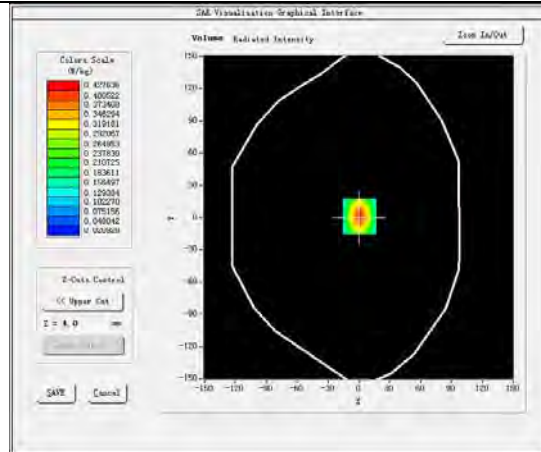 SAR Visualisation Graphical Interface
Volume Radiated Intensity
Zoom In/Out
Colors Scale
(W/kg)
0.427636
0.400522
0.373408
0.346294
0.319181
0.292067
0.264953
0.237839
0.210725
0.183611
0.156497
0.129384
0.102270
0.075156
0.048042
0.020928
Z-Cuts Control
<< Upper Cut
Z = 4.0 mm
SAVE
Cancel
150
120
90
60
30
0
-30
-60
-90
-120
-150
Y
-150 -120 -90 -60 -30 0 30 60 90 120 150
X